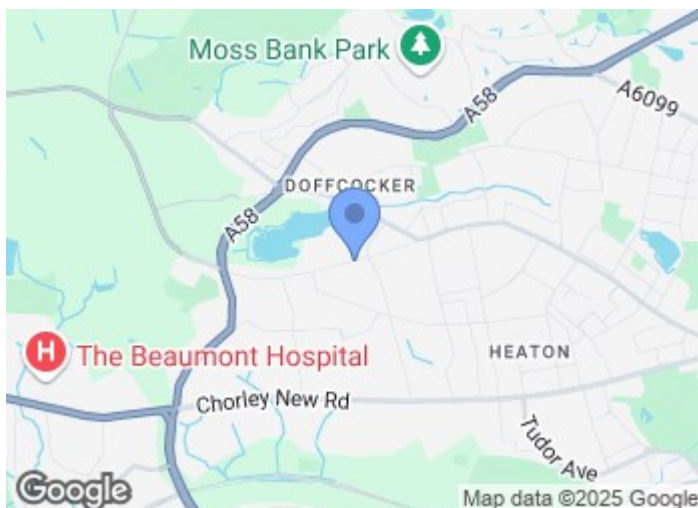 Moss Bank Park
A58
A6099
DOFFCOCKER
A58
H
The Beaumont Hospital
HEATON
Chorley New Rd
Tudor Ave
Google
Map data ©2025 Google